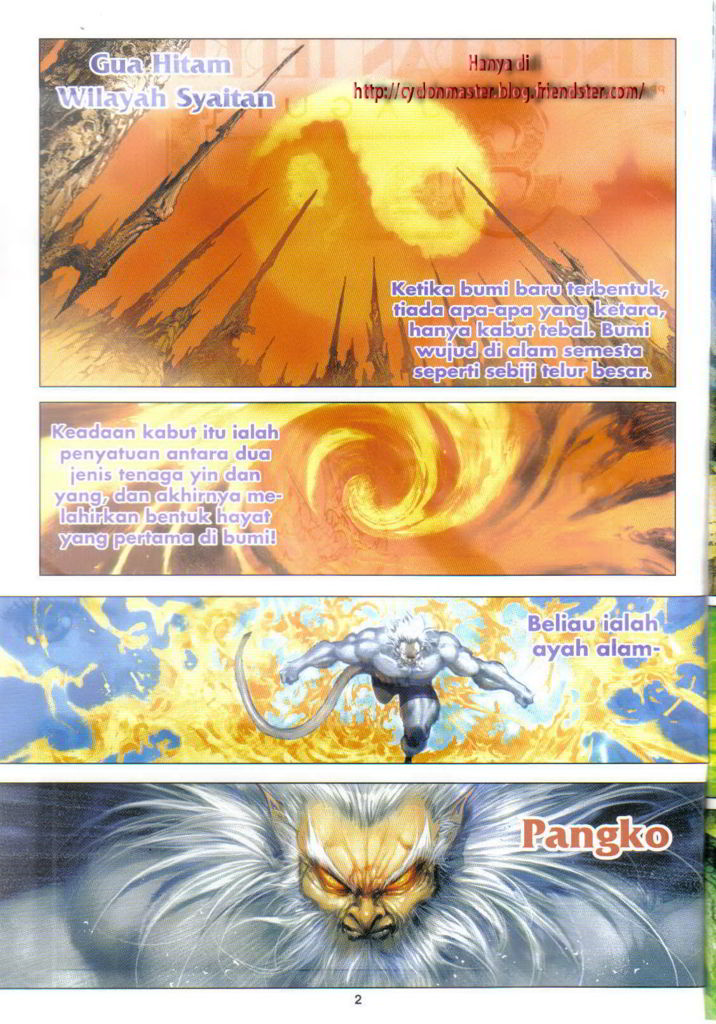 Gua Hitam
Wilayah Syaitan
Hanya di
http://cydonmaster.blog.friendster.com/
Ketika bumi baru terbentuk,
tiada apa-apa yang ketara,
hanya kabut tebal. Bumi
wujud di alam semesta
seperti sebiji telur besar.
Keadaan kabut itu ialah
penyatuan antara dua
jenis tenaga yin dan
yang, dan akhirnya me-
lahirkan bentuk hayat
yang pertama di bumi!
Beliau ialah
ayah alam-
Pangko
2